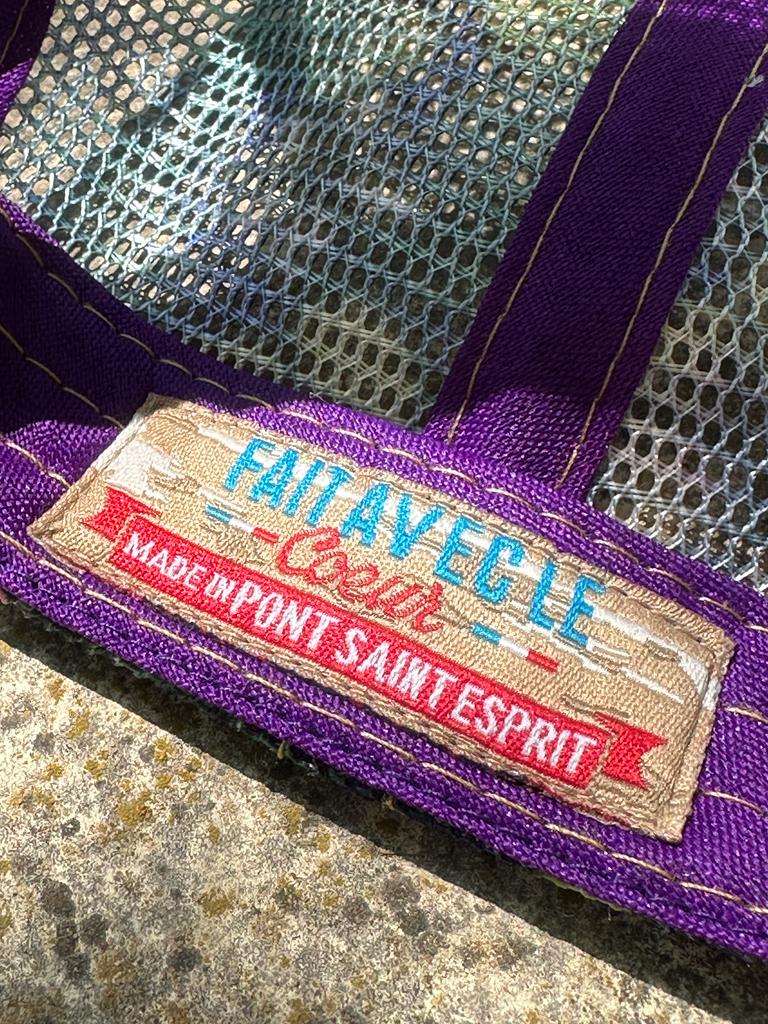 FAIT AVEC LE
Coeur
MADE IN PONT SAINT ESPRIT